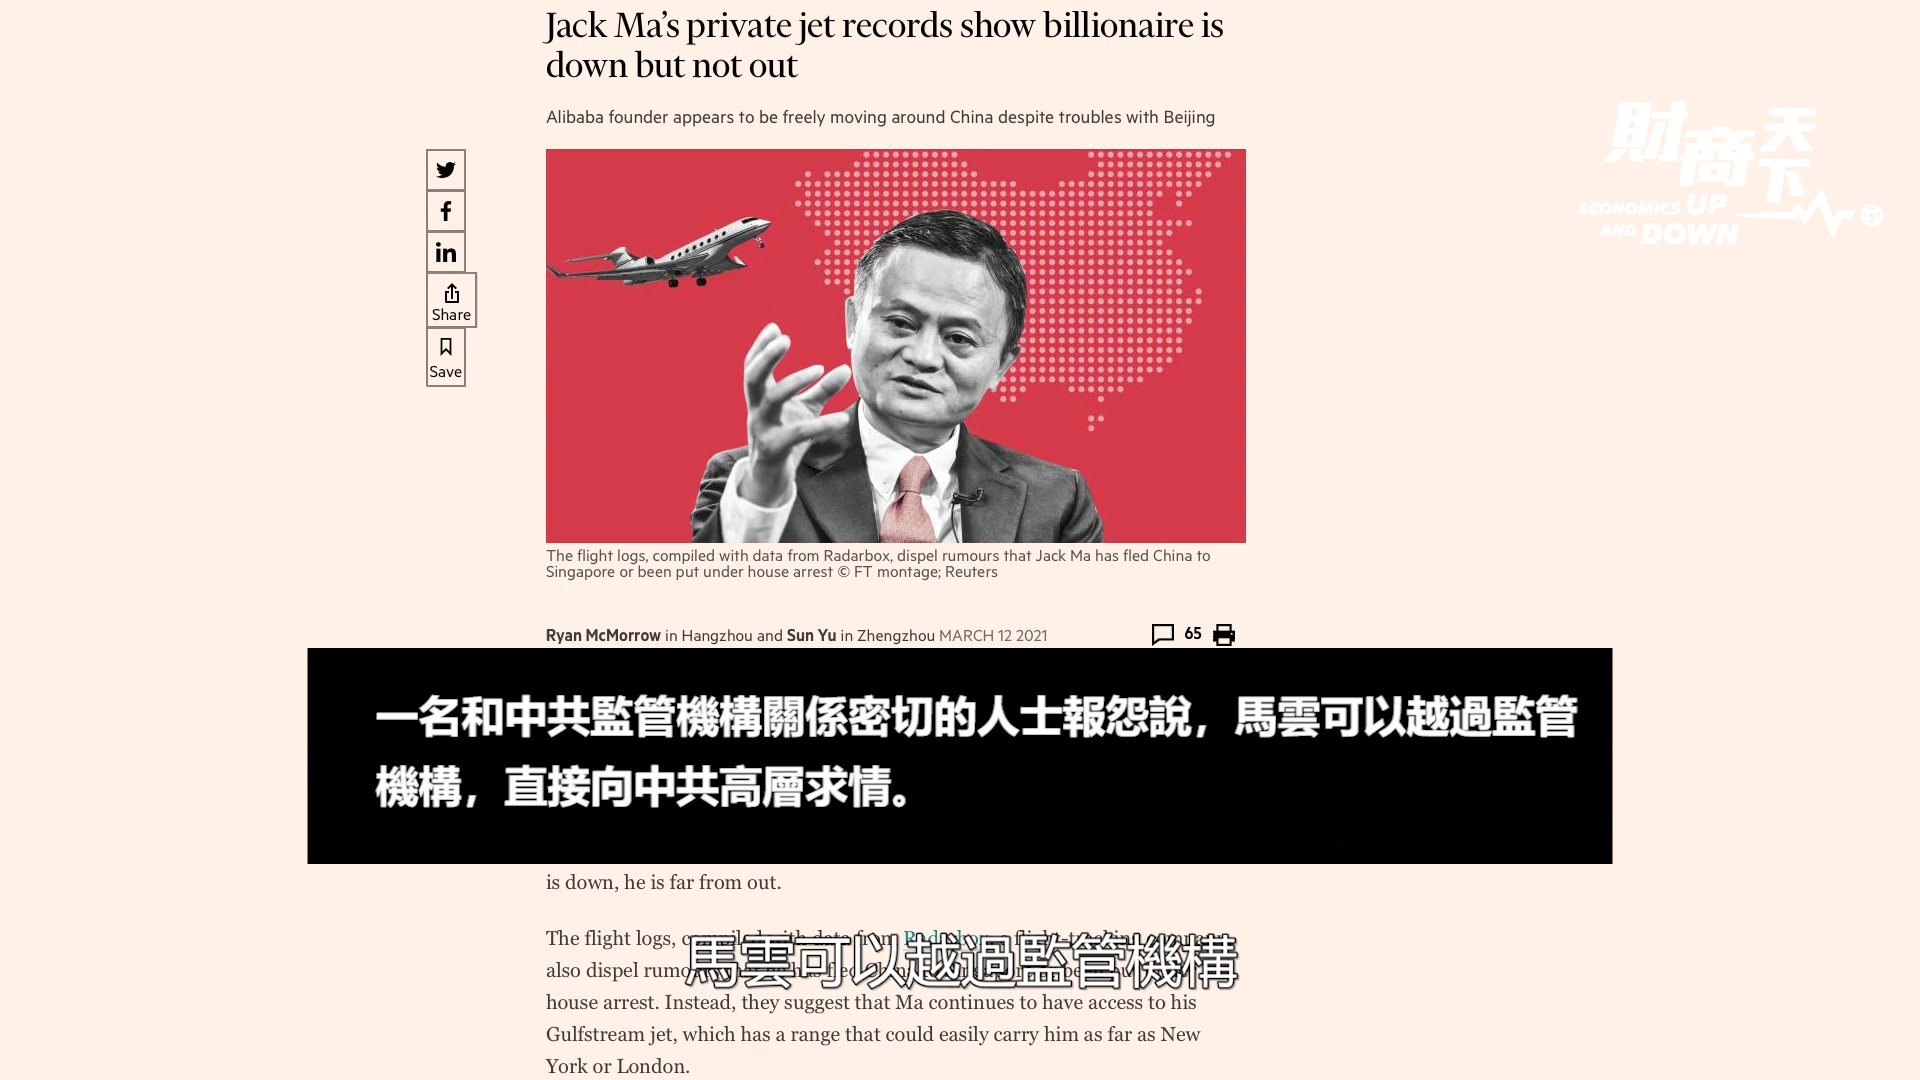 Jack Ma’s private jet records show billionaire is
down but not out
Alibaba founder appears to be freely moving around China despite troubles with Beijing
財商天下
ECONOMICS UP
AND DOWN
Share
Save
The flight logs, compiled with data from Radarbox, dispel rumours that Jack Ma has fled China to
Singapore or been put under house arrest © FT montage; Reuters
Ryan McMorrow in Hangzhou and Sun Yu in Zhengzhou MARCH 12 2021
65
一名和中共監管機構關係密切的人士報怨說，馬雲可以越過監管
機構，直接向中共高層求情。
is down, he is far from out.
The flight logs,
馬雲可以越過監管機構
also dispel
house arrest. Instead, they suggest that Ma continues to have access to his
Gulfstream jet, which has a range that could easily carry him as far as New
York or London.